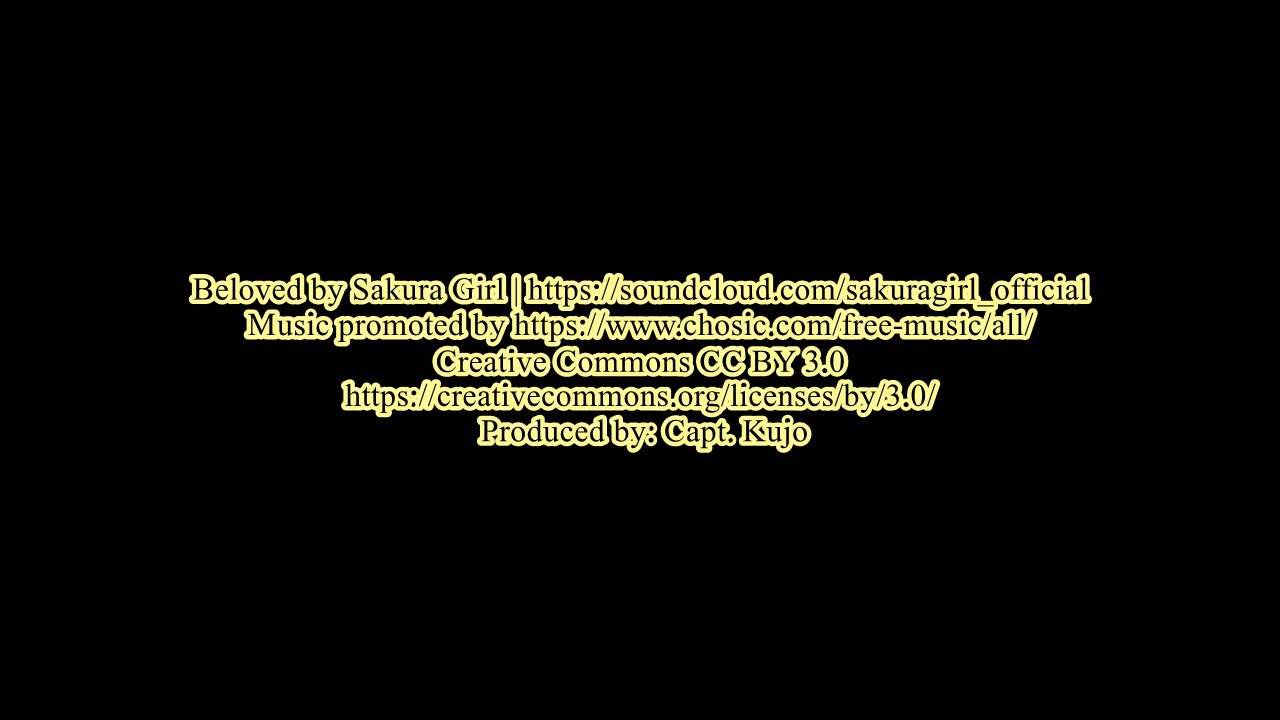 Beloved by Sakura Girl | https://soundcloud.com/sakuragirl_official
Music promoted by https://www.chosic.com/free-music/all/
Creative Commons CC BY 3.0
https://creativecommons.org/licenses/by/3.0/
Produced by: Capt. Kujo